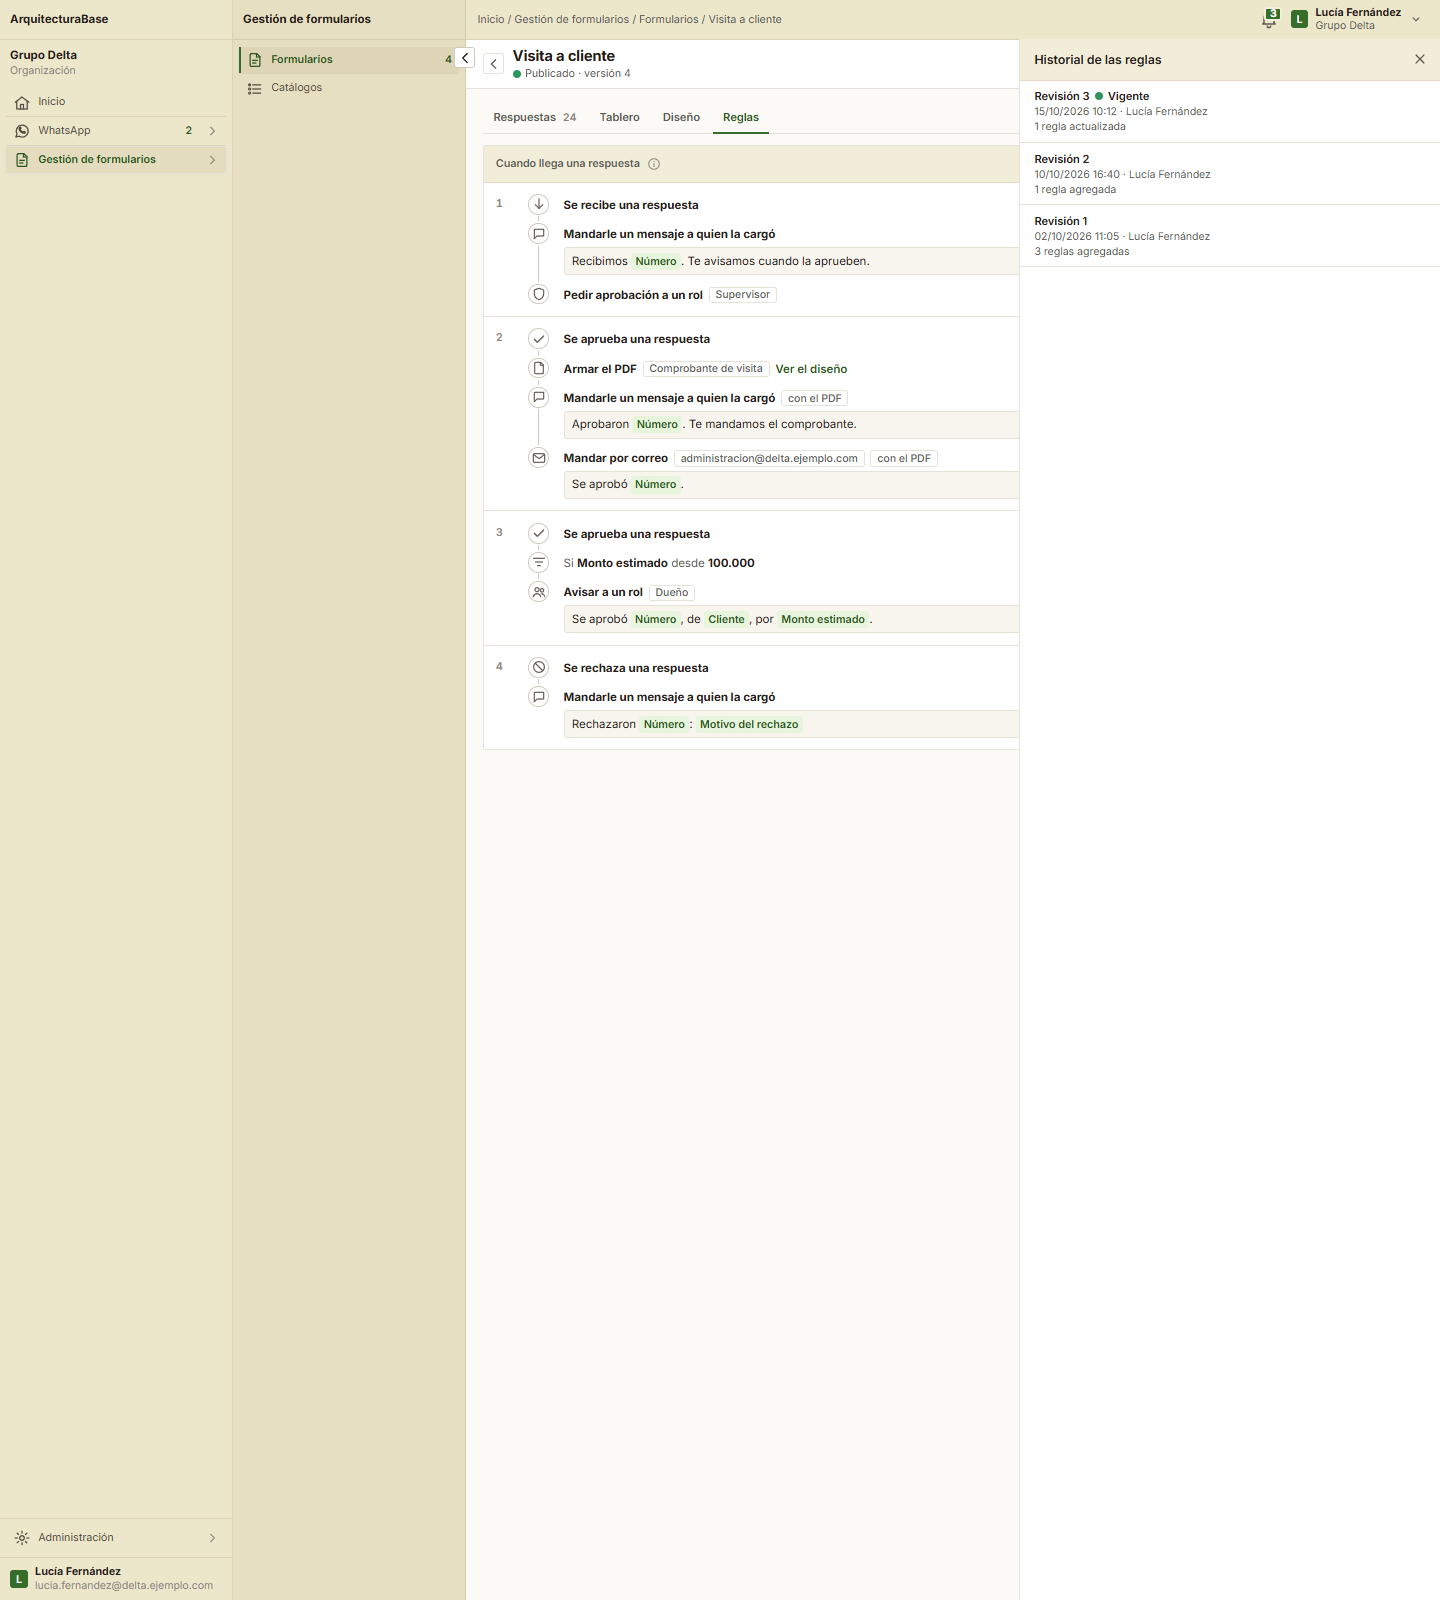 ArquitecturaBase
Grupo Delta
Organización
Inicio
WhatsApp 2
Gestión de formularios
Administración
L Lucía Fernández
lucia.fernandez@delta.ejemplo.com
Gestión de formularios
Formularios 4
Catálogos
Inicio / Gestión de formularios / Formularios / Visita a cliente
3
L Lucía Fernández
Grupo Delta
Visita a cliente
Publicado · versión 4
Respuestas 24 Tablero Diseño Reglas
Cuando llega una respuesta
1 Se recibe una respuesta
Mandarle un mensaje a quien la cargó
Recibimos Número. Te avisamos cuando la aprueben.
Pedir aprobación a un rol Supervisor
2 Se aprueba una respuesta
Armar el PDF Comprobante de visita Ver el diseño
Mandarle un mensaje a quien la cargó con el PDF
Aprobaron Número. Te mandamos el comprobante.
Mandar por correo administracion@delta.ejemplo.com con el PDF
Se aprobó Número.
3 Se aprueba una respuesta
Si Monto estimado desde 100.000
Avisar a un rol Dueño
Se aprobó Número, de Cliente, por Monto estimado.
4 Se rechaza una respuesta
Mandarle un mensaje a quien la cargó
Rechazaron Número: Motivo del rechazo
Historial de las reglas
Revisión 3 Vigente
15/10/2026 10:12 · Lucía Fernández
1 regla actualizada
Revisión 2
10/10/2026 16:40 · Lucía Fernández
1 regla agregada
Revisión 1
02/10/2026 11:05 · Lucía Fernández
3 reglas agregadas